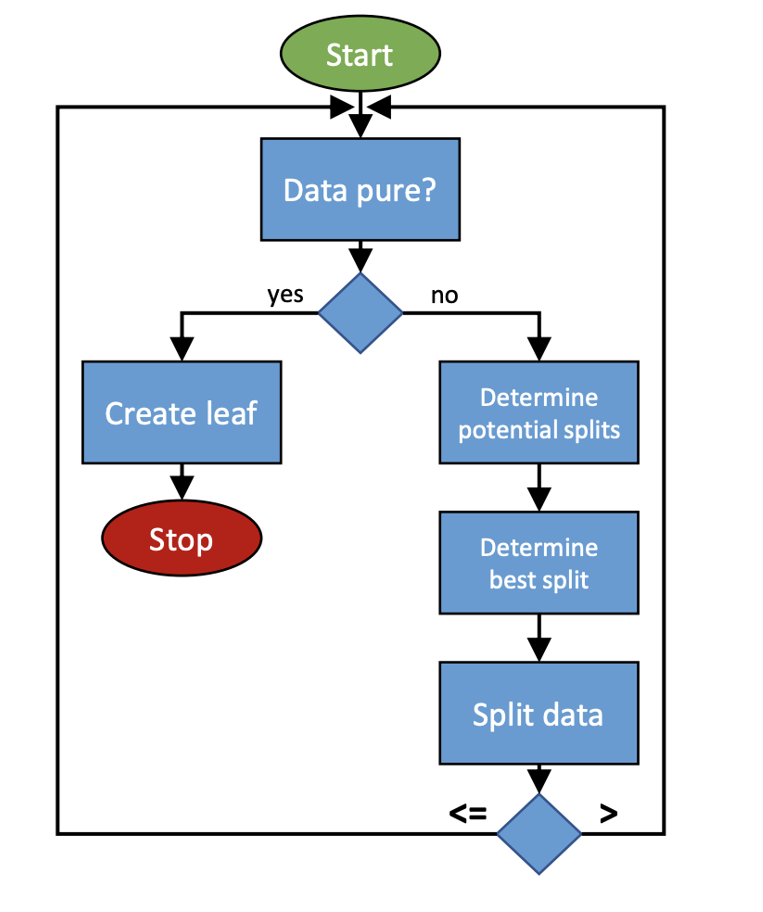 Start
Data pure?
yes
no
Create leaf
Determine
potential splits
Stop
Determine
best split
Split data
<=
>